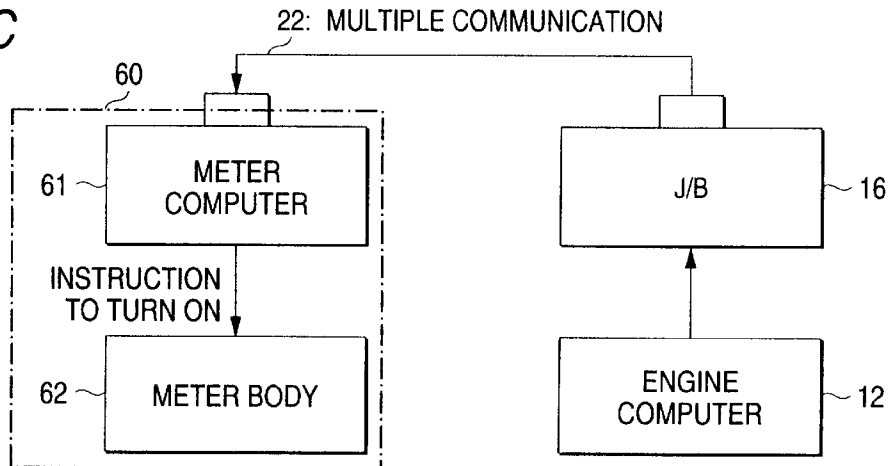 C
22: MULTIPLE COMMUNICATION
60
METER
COMPUTER
61
J/B
16
INSTRUCTION
TO TURN ON
METER BODY
62
ENGINE
COMPUTER
12